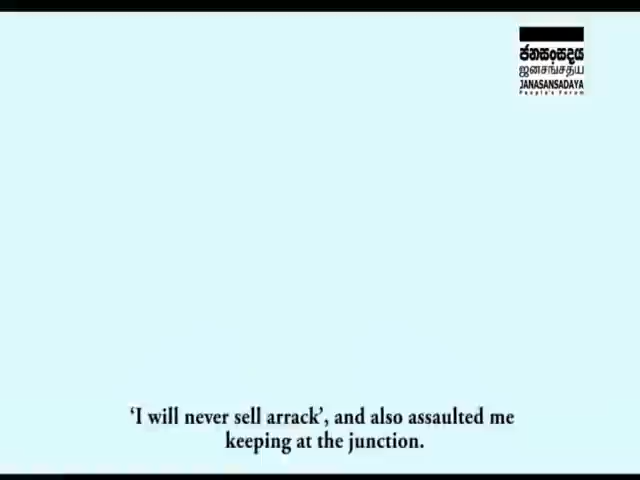 ජනසංසදය
ஜனசங்சதய
JANASANSADAYA
People's Forum
'I will never sell arrack', and also assaulted me
keeping at the junction.